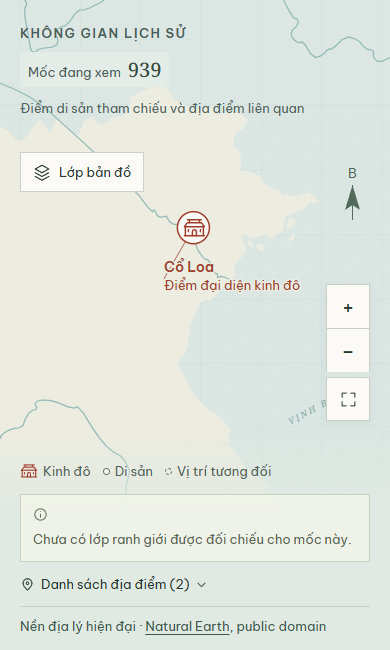 KHÔNG GIAN LỊCH SỬ
Mốc đang xem 939
Điểm di sản tham chiếu và địa điểm liên quan
Lớp bản đồ
B
Cổ Loa
Điểm đại diện kinh đô
+
−
VỊNH
Kinh đô Di sản Vị trí tương đối
Chưa có lớp ranh giới được đối chiếu cho mốc này.
Danh sách địa điểm (2)
Nền địa lý hiện đại · Natural Earth, public domain